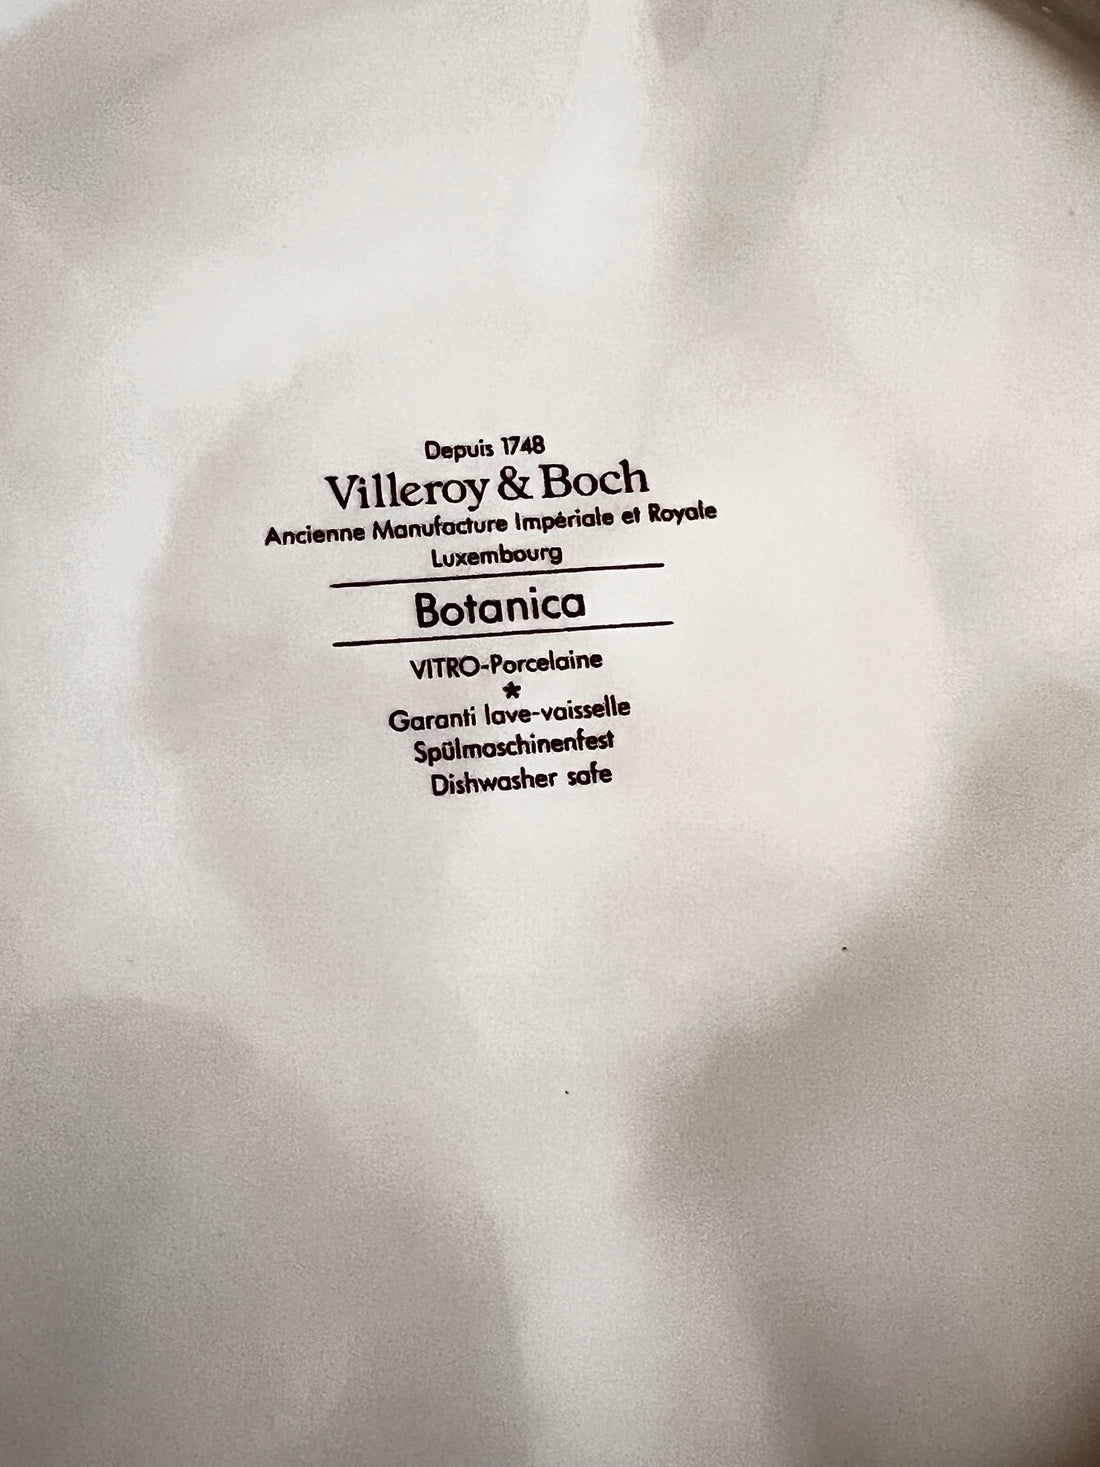 Depuis 1748
Villeroy & Boch
Ancienne Manufacture Impériale et Royale
Luxembourg
Botanica
VITRO-Porcelaine
*
Garanti lave-vaisselle
Spülmaschinenfest
Dishwasher safe